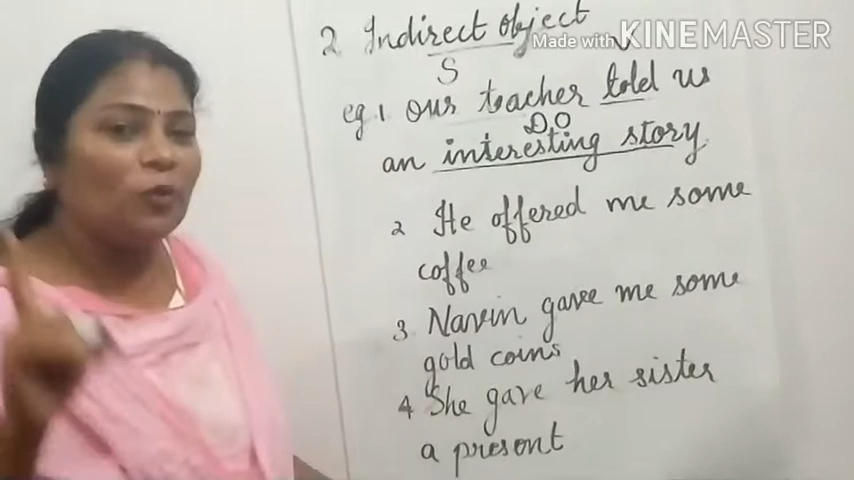 2 Indirect object
Made with KINEMASTER
S
eg 1. Our teacher told us
DO
an interesting story.
2 He offered me some
coffee
3 Navin gave me some
gold coins
4 She gave her sister
a present